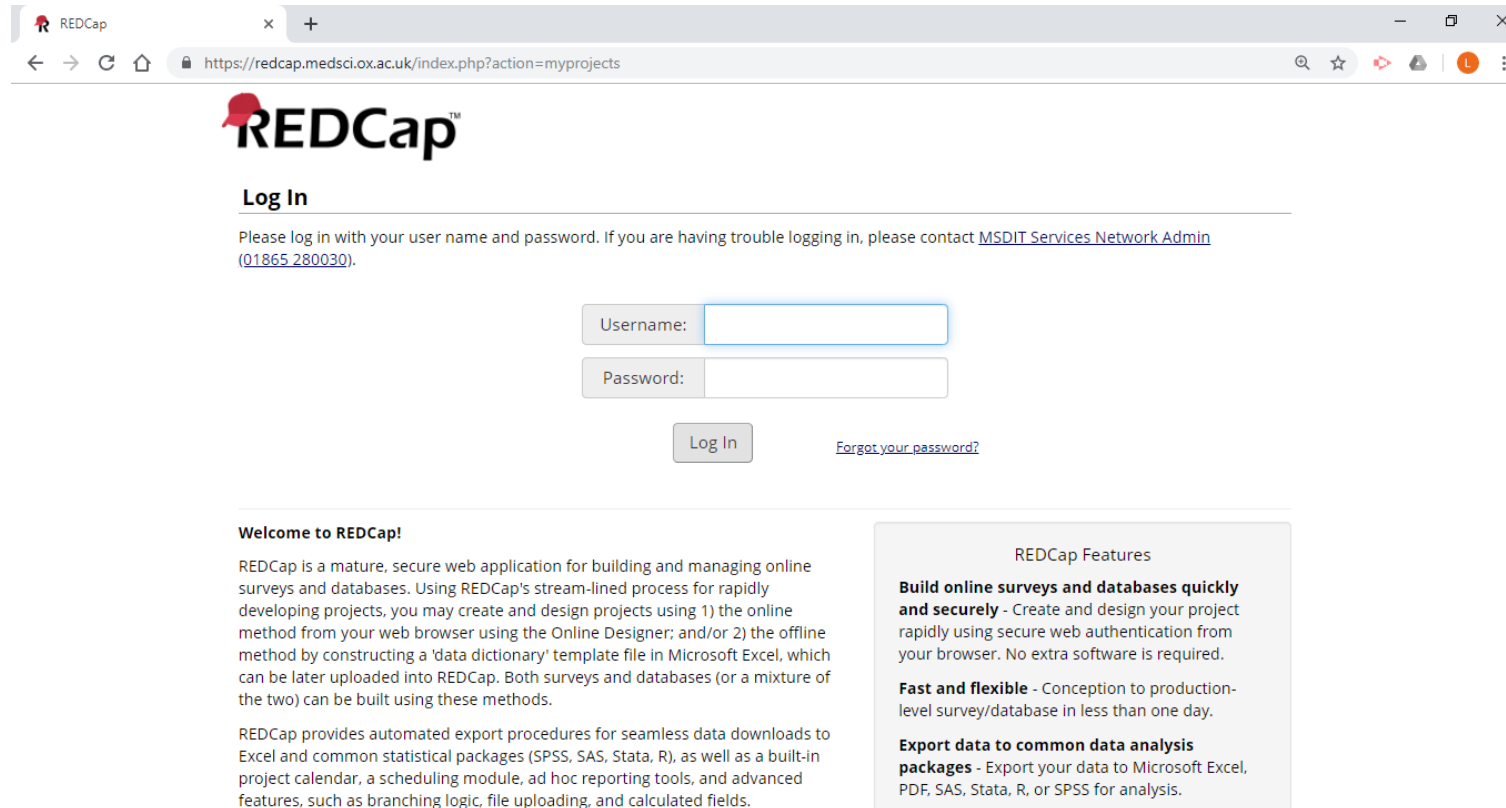 REDCap
https://redcap.medsci.ox.ac.uk/index.php?action=myprojects
L
REDCap™
Log In
Please log in with your user name and password. If you are having trouble logging in, please contact MSDIT Services Network Admin
(01865 280030).
Username:
Password:
Log In
Forgot your password?
Welcome to REDCap!
REDCap is a mature, secure web application for building and managing online
surveys and databases. Using REDCap's stream-lined process for rapidly
developing projects, you may create and design projects using 1) the online
method from your web browser using the Online Designer; and/or 2) the offline
method by constructing a 'data dictionary' template file in Microsoft Excel, which
can be later uploaded into REDCap. Both surveys and databases (or a mixture of
the two) can be built using these methods.
REDCap provides automated export procedures for seamless data downloads to
Excel and common statistical packages (SPSS, SAS, Stata, R), as well as a built-in
project calendar, a scheduling module, ad hoc reporting tools, and advanced
features, such as branching logic, file uploading, and calculated fields.
REDCap Features
Build online surveys and databases quickly
and securely - Create and design your project
rapidly using secure web authentication from
your browser. No extra software is required.
Fast and flexible - Conception to production-
level survey/database in less than one day.
Export data to common data analysis
packages - Export your data to Microsoft Excel,
PDF, SAS, Stata, R, or SPSS for analysis.